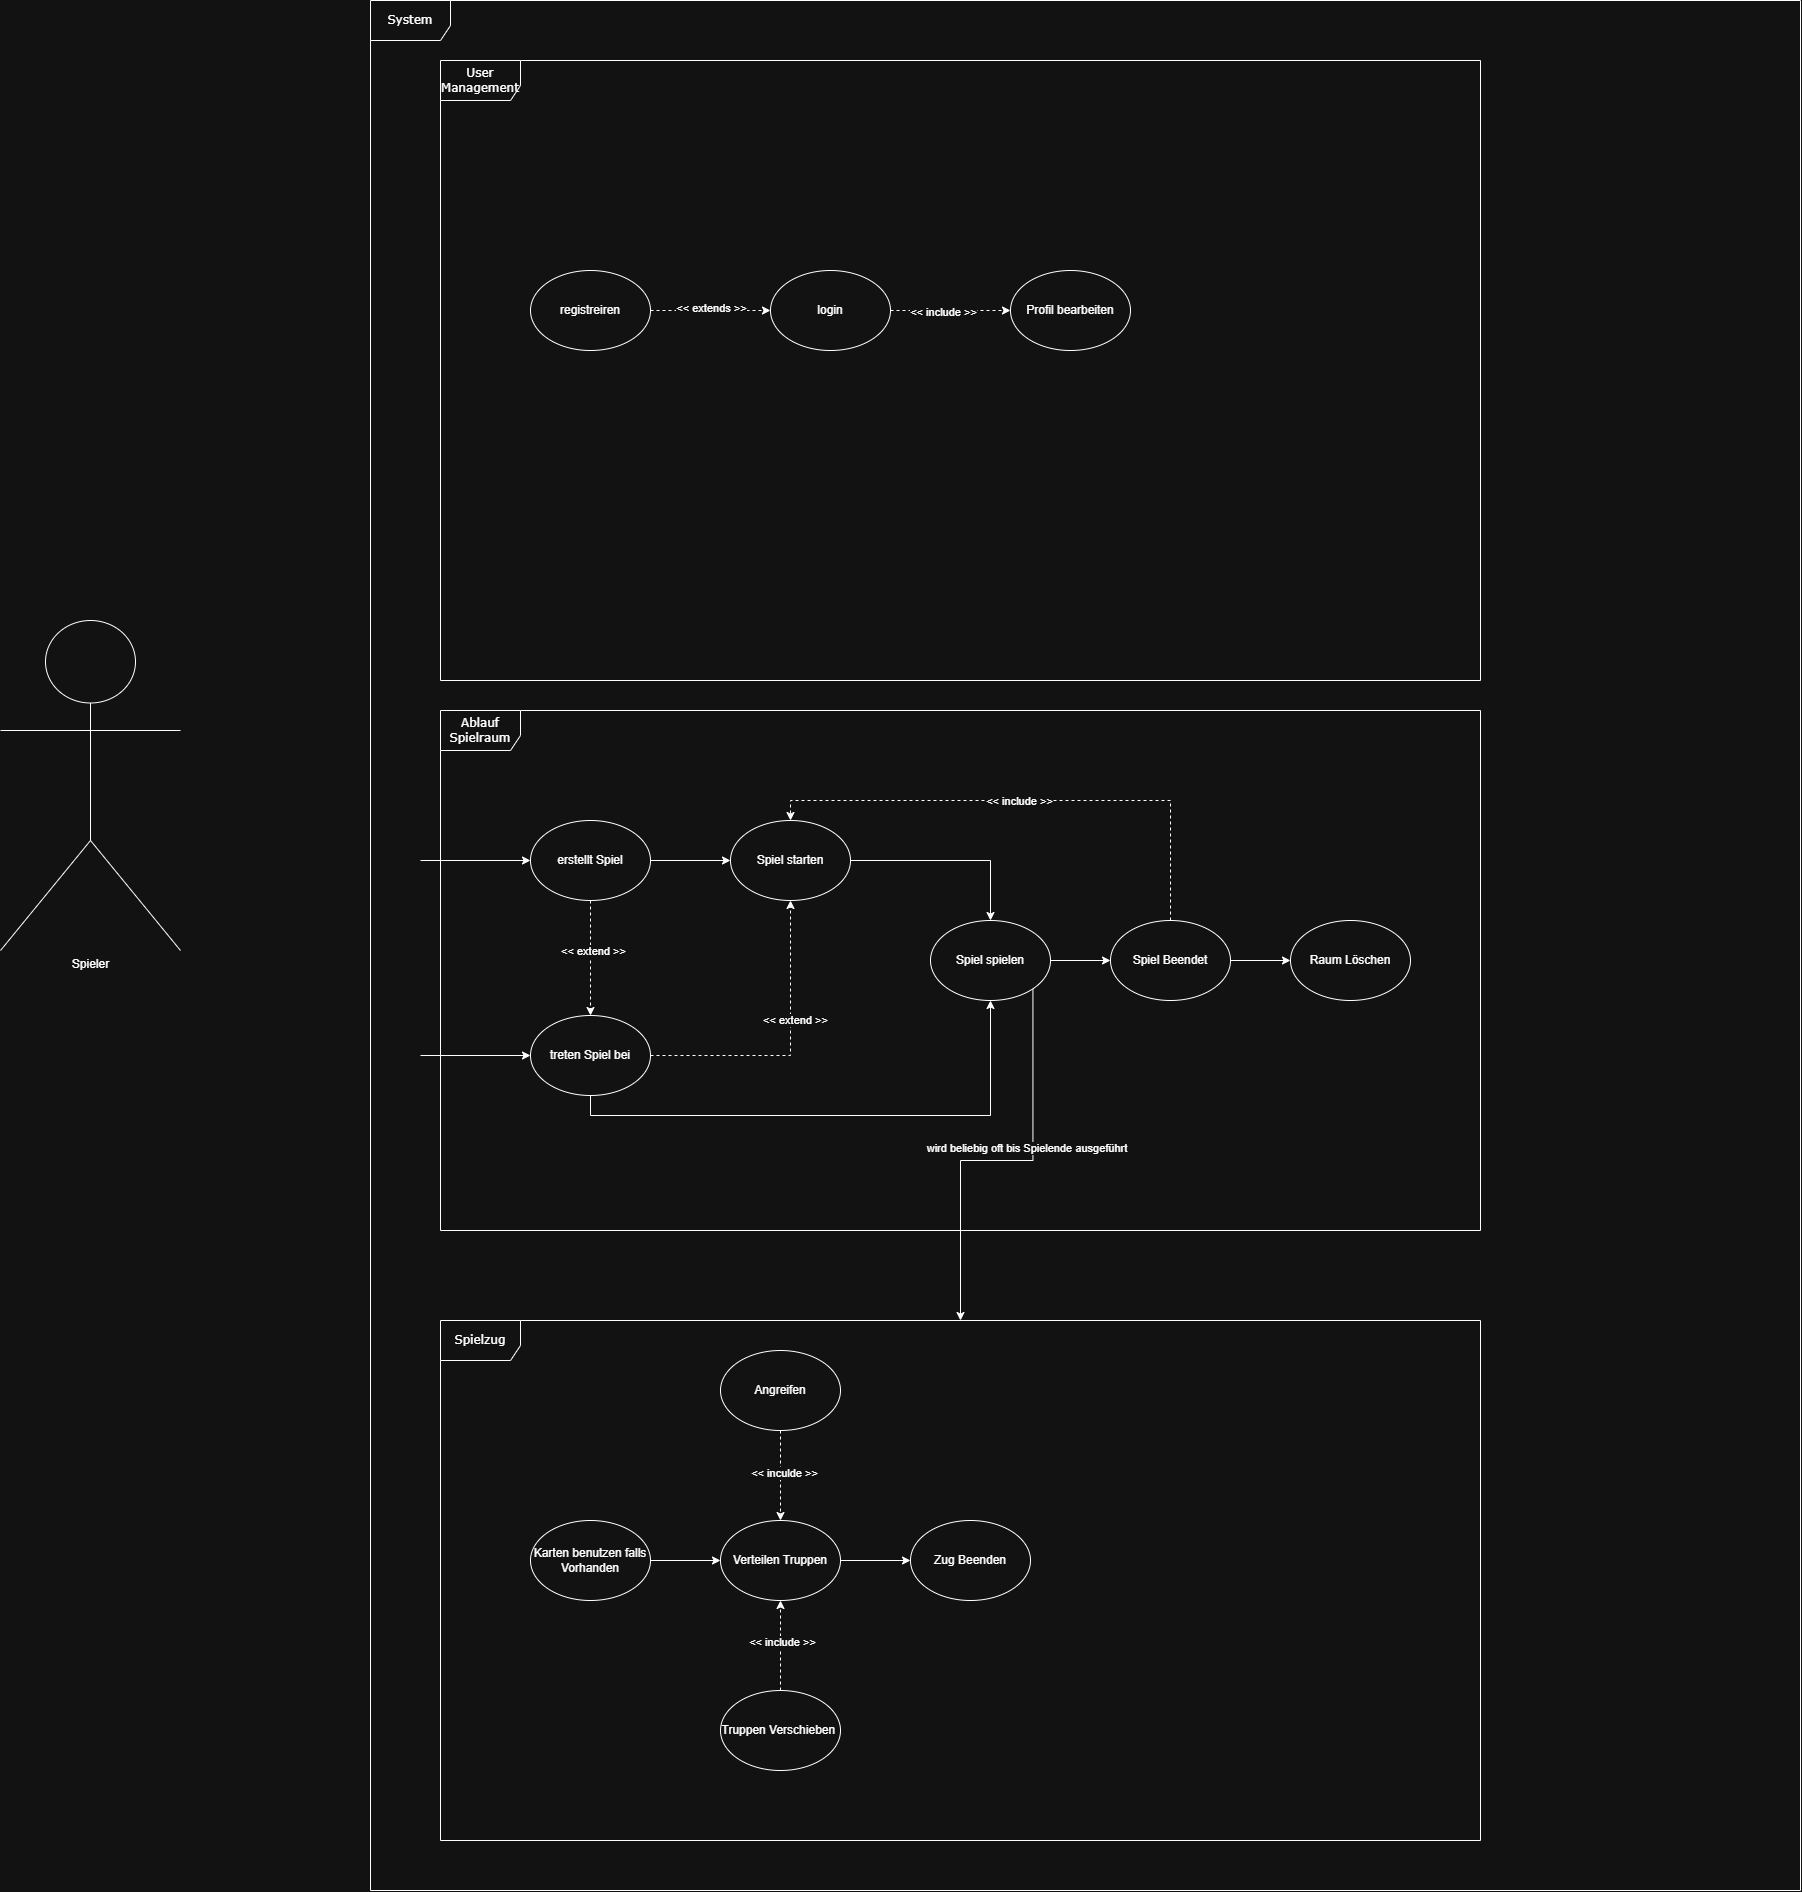 System
User
Management
registreiren
<< extends >>
login
<< include >>
Profil bearbeiten
Spieler
Ablauf
Spielraum
<< include >>
erstellt Spiel
Spiel starten
<< extend >>
Spiel spielen
Spiel Beendet
Raum Löschen
<< extend >>
treten Spiel bei
wird beliebig oft bis Spielende ausgeführt
Spielzug
Angreifen
<< inculde >>
Karten benutzen falls
Vorhanden
Verteilen Truppen
Zug Beenden
<< include >>
Truppen Verschieben